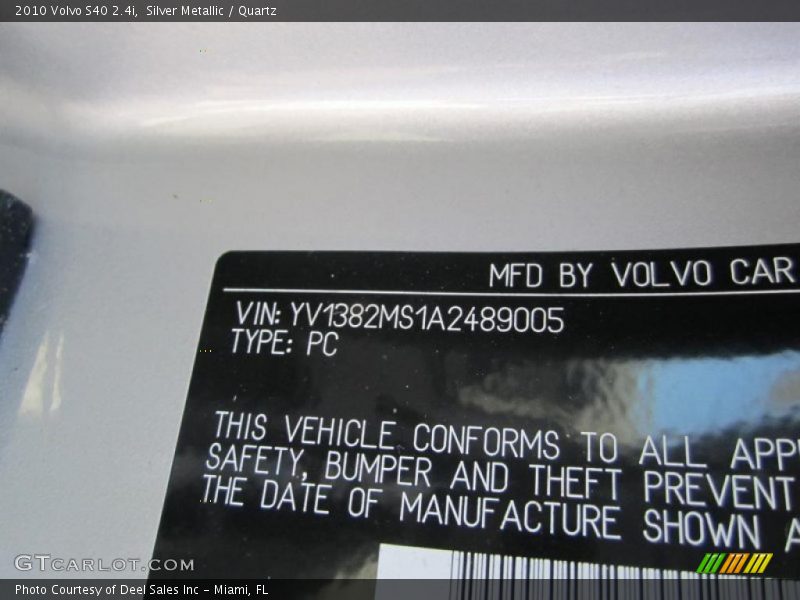 2010 Volvo S40 2.4i,  Silver Metallic / Quartz
MFD BY VOLVO CAR
VIN: YV1382MS1A2489005
TYPE: PC
THIS VEHICLE CONFORMS TO ALL APP
SAFETY, BUMPER AND THEFT PREVENT
THE DATE OF MANUFACTURE SHOWN A
GTCARLOT.COM
Photo Courtesy of Deel Sales Inc – Miami, FL